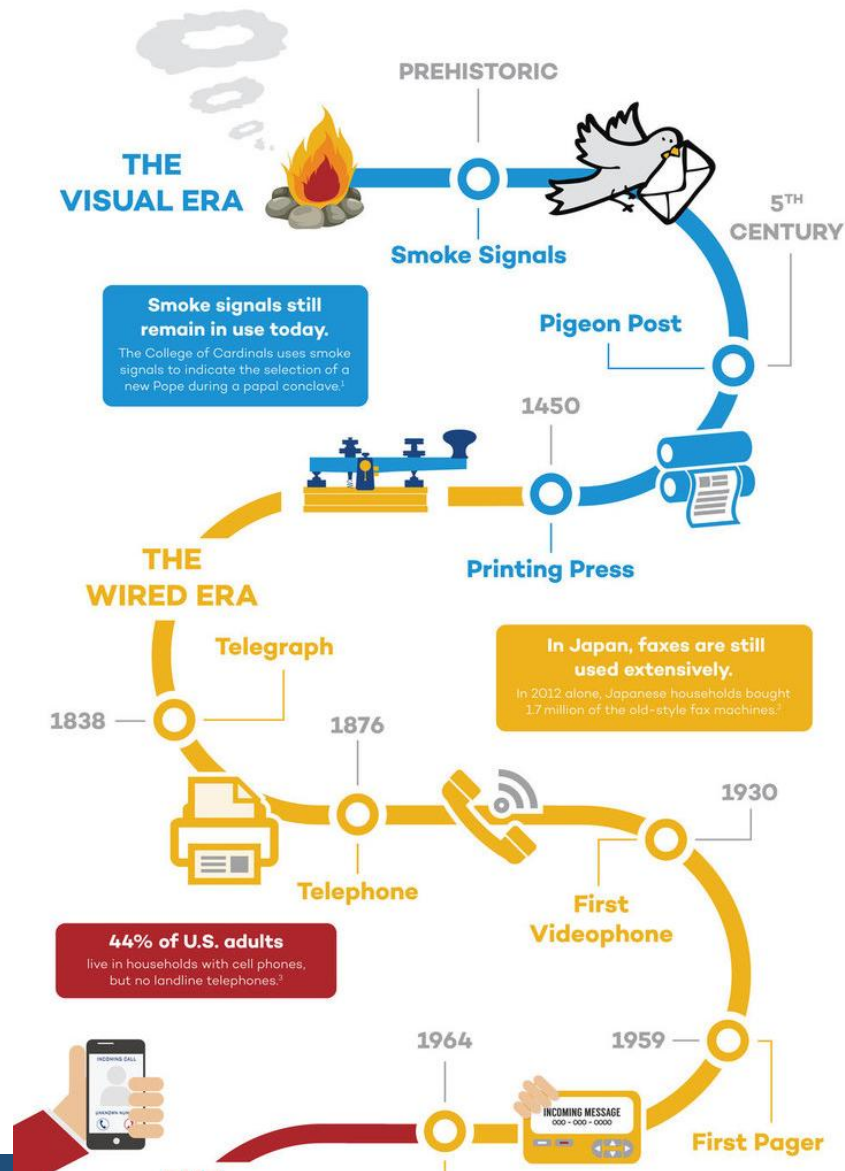 PREHISTORIC
THE
VISUAL ERA
Smoke Signals
5TH
CENTURY
Smoke signals still
remain in use today.
The College of Cardinals uses smoke
signals to indicate the selection of a
new Pope during a papal conclave.¹
Pigeon Post
1450
Printing Press
THE
WIRED ERA
Telegraph
1838
In Japan, faxes are still
used extensively.
In 2012 alone, Japanese households bought
1.7 million of the old-style fax machines.²
1876
Telephone
1930
First
Videophone
44% of U.S. adults
live in households with cell phones,
but no landline telephones.³
1964
1959
First Pager
INCOMING CALL
INCOMING MESSAGE
000 - 000 - 0000